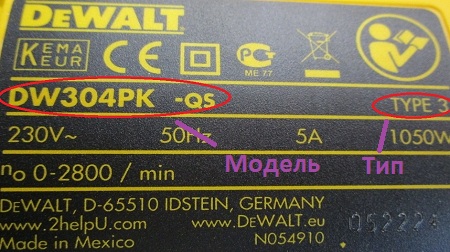 DEWALT
KEMA
EUR
CE
РСТ
ME 77
DW304PK -QS
TYPE 3
230V~ 50Hz 5A 1050W
Модель
Тип
n₀ 0-2800 / min
DEWALT, D-65510 IDSTEIN, GERMANY
www.2helpU.com www.DEWALT.eu
Made in Mexico N054910